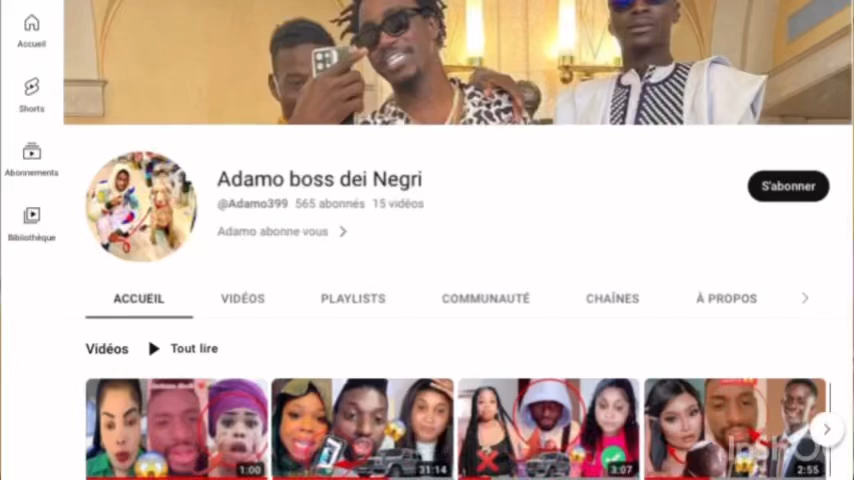 Accueil
Shorts
Abonnements
Bibliothèque
Adamo boss dei Negri
@Adamo399 565 abonnés 15 vidéos
Adamo abonne vous
S'abonner
ACCUEIL VIDÉOS PLAYLISTS COMMUNAUTÉ CHAÎNES À PROPOS
Vidéos Tout lire
1:00 31:14 3:07 2:55
InShOt